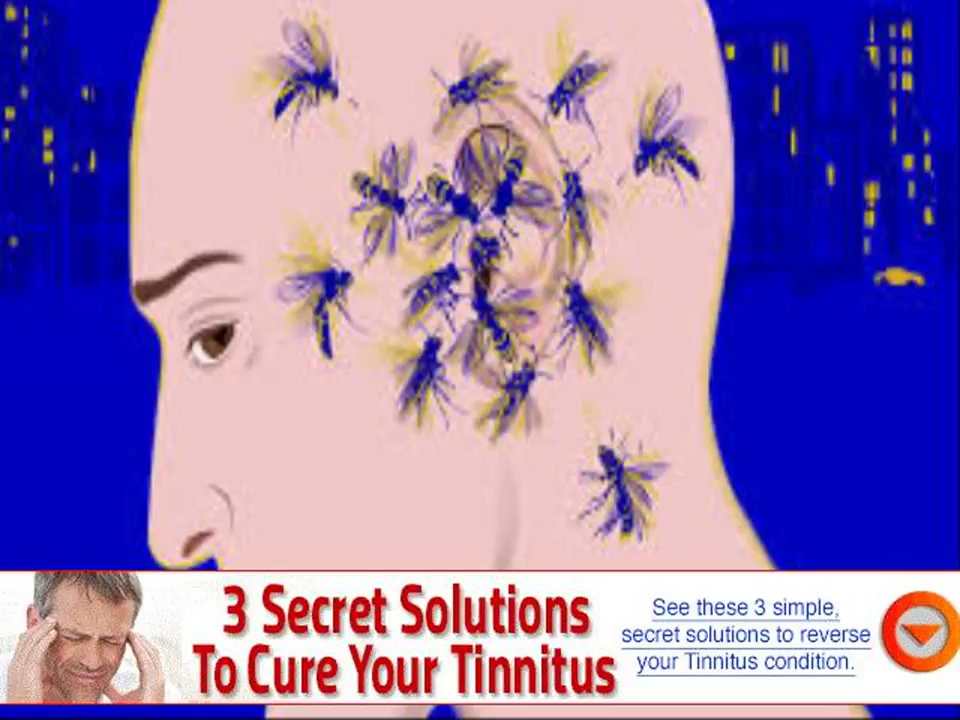 3 Secret Solutions
To Cure Your Tinnitus
See these 3 simple,
secret solutions to reverse
your Tinnitus condition.